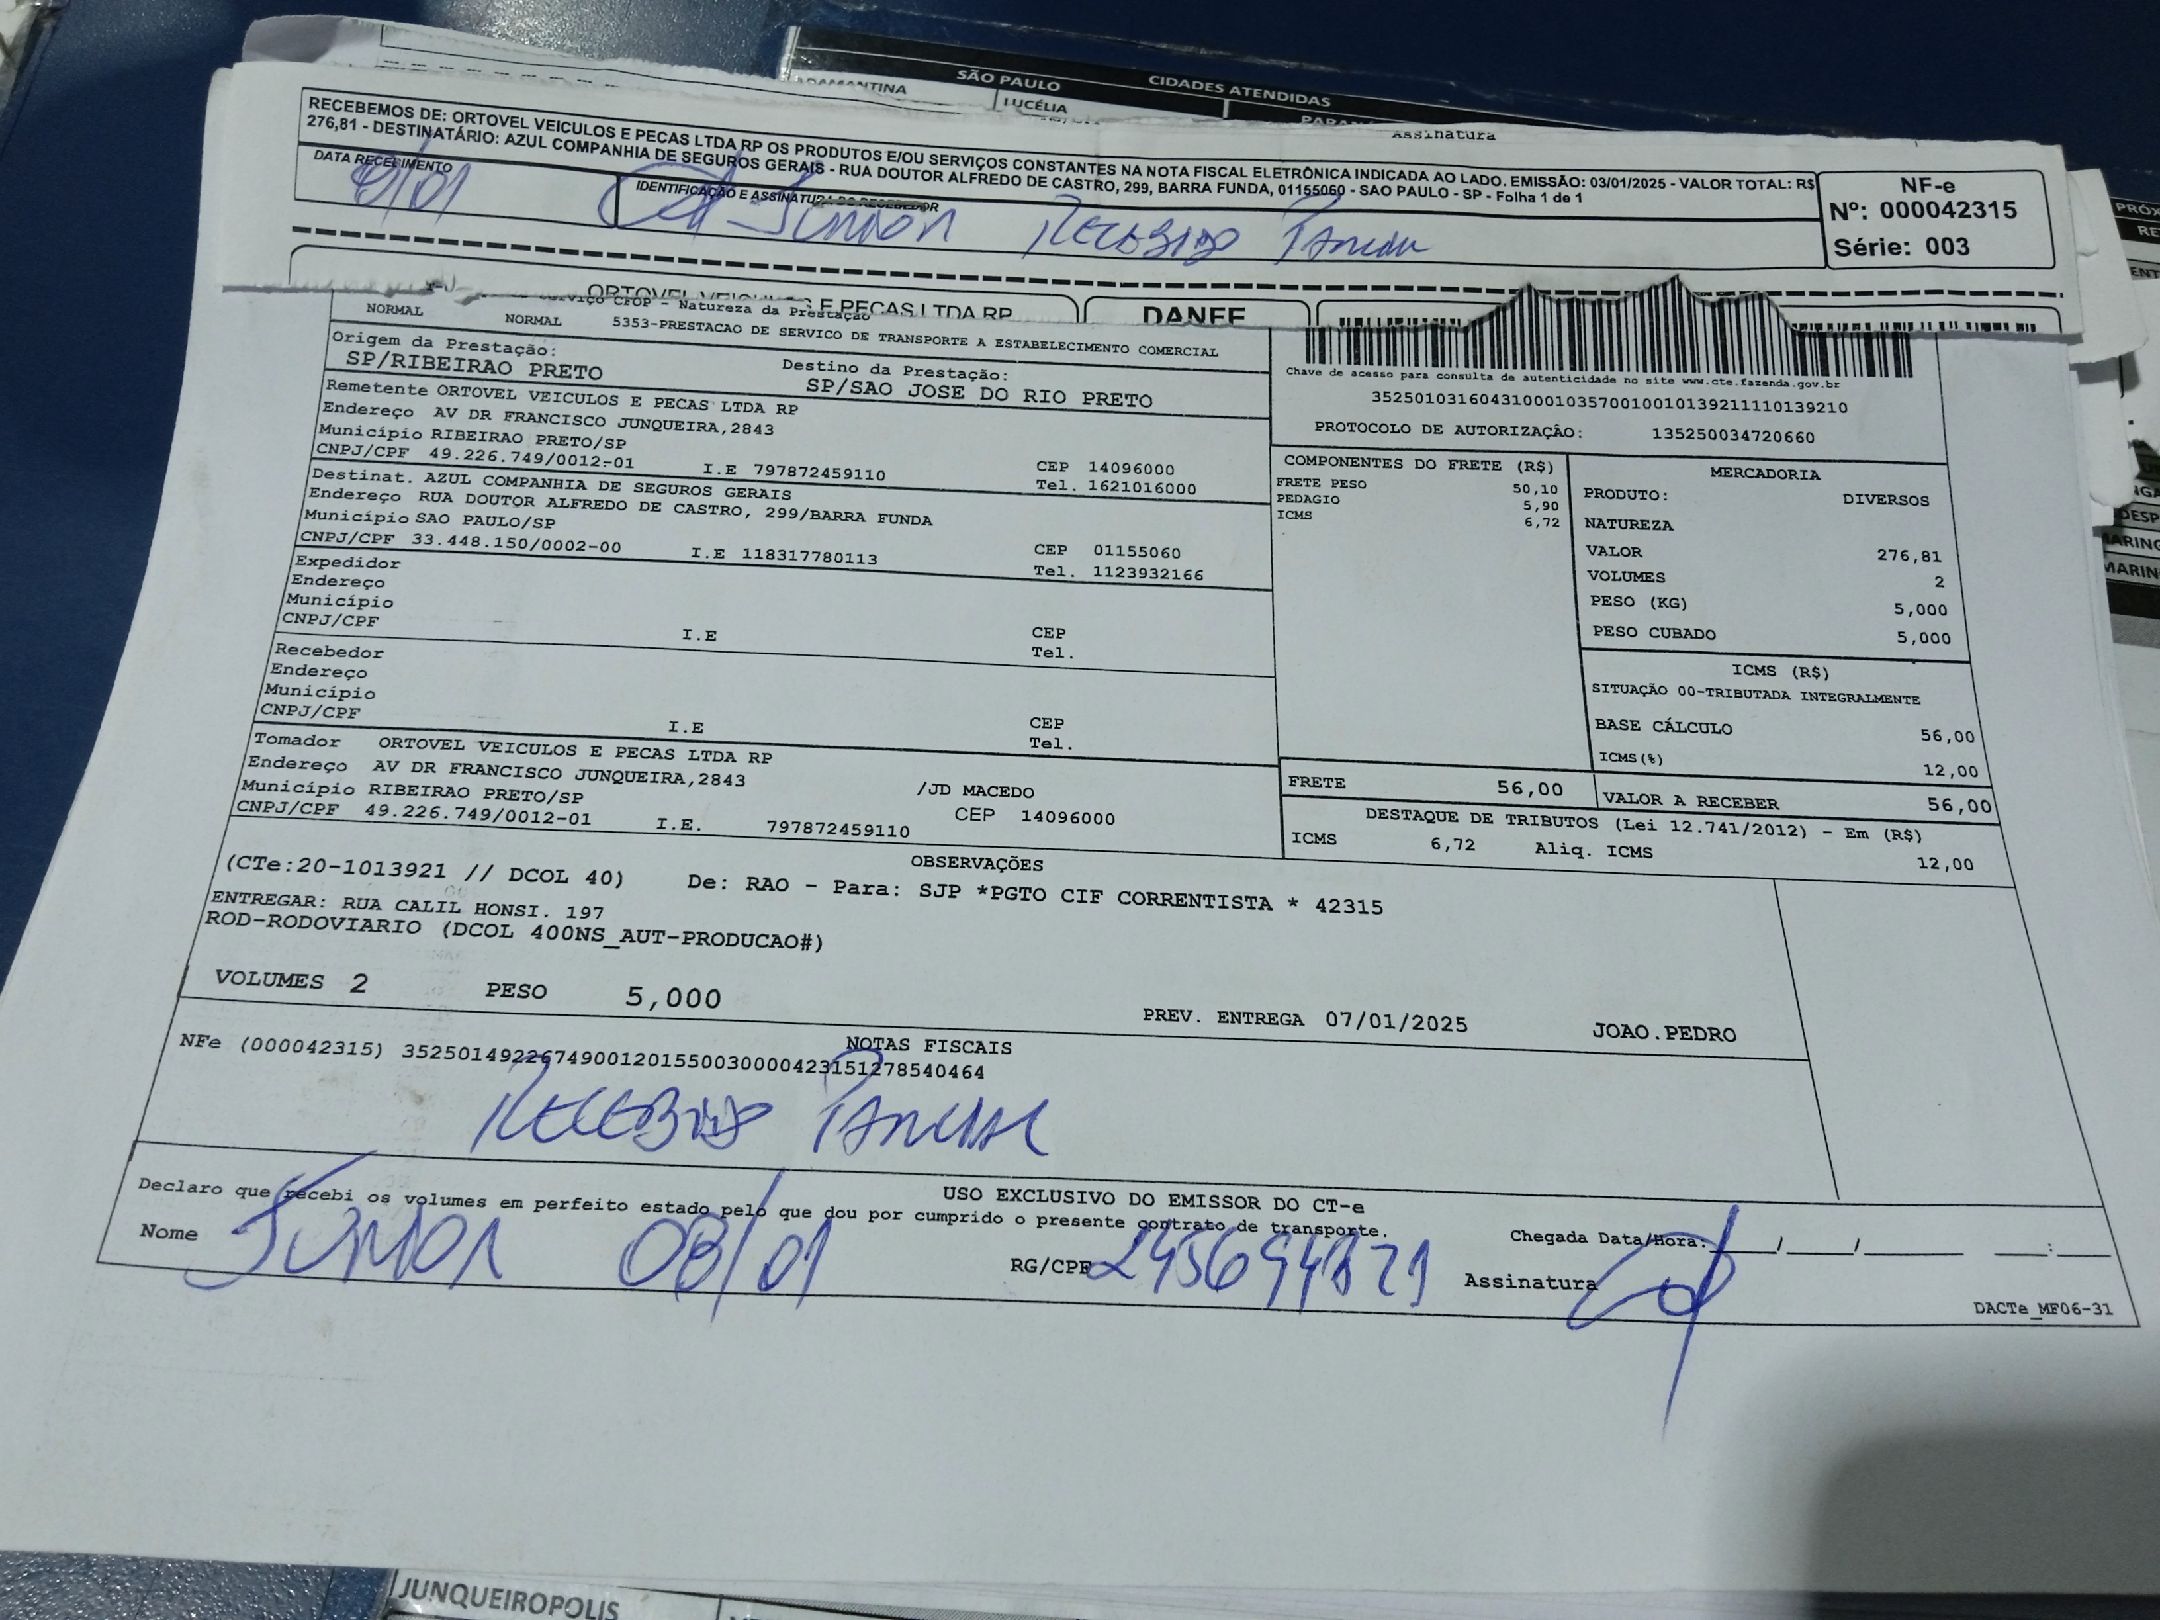 SÃO PAULO CIDADES ATENDIDAS
ADAMANTINA
LUCÉLIA
Assinatura
RECEBEMOS DE: ORTOVEL VEICULOS E PECAS LTDA RP OS PRODUTOS E/OU SERVIÇOS CONSTANTES NA NOTA FISCAL ELETRÔNICA INDICADA AO LADO. EMISSÃO: 03/01/2025 - VALOR TOTAL: R$
276,81 - DESTINATÁRIO: AZUL COMPANHIA DE SEGUROS GERAIS - RUA DOUTOR ALFREDO DE CASTRO, 299, BARRA FUNDA, 01155060 - SAO PAULO - SP - Folha 1 de 1
DATA RECEBIMENTO
IDENTIFICAÇÃO E ASSINATURA DO RECEBEDOR
Junior Recebido Parcial
NF-e
Nº: 000042315
Série: 003
ORTOVEL VEICULOS E PECAS LTDA RP
DANFE
CFOP - Natureza da Prestação
NORMAL NORMAL 5353-PRESTACAO DE SERVICO DE TRANSPORTE A ESTABELECIMENTO COMERCIAL
Origem da Prestação: Destino da Prestação:
SP/RIBEIRAO PRETO SP/SAO JOSE DO RIO PRETO
Remetente ORTOVEL VEICULOS E PECAS LTDA RP
Endereço AV DR FRANCISCO JUNQUEIRA,2843
Município RIBEIRAO PRETO/SP CEP 14096000
CNPJ/CPF 49.226.749/0012-01 I.E 797872459110 Tel. 1621016000
Destinat. AZUL COMPANHIA DE SEGUROS GERAIS
Endereço RUA DOUTOR ALFREDO DE CASTRO, 299/BARRA FUNDA
Município SAO PAULO/SP CEP 01155060
CNPJ/CPF 33.448.150/0002-00 I.E 118317780113 Tel. 1123932166
Expedidor
Endereço
Município CEP
CNPJ/CPF I.E Tel.
Recebedor
Endereço
Município CEP
CNPJ/CPF I.E Tel.
Tomador ORTOVEL VEICULOS E PECAS LTDA RP
Endereço AV DR FRANCISCO JUNQUEIRA,2843 /JD MACEDO
Município RIBEIRAO PRETO/SP CEP 14096000
CNPJ/CPF 49.226.749/0012-01 I.E. 797872459110
Chave de acesso para consulta de autenticidade no site www.cte.fazenda.gov.br
35250103160431000103570010010139211110139210
PROTOCOLO DE AUTORIZAÇÃO: 135250034720660
COMPONENTES DO FRETE (R$)
FRETE PESO 50,10
PEDAGIO 5,90
ICMS 6,72
MERCADORIA
PRODUTO: DIVERSOS
NATUREZA
VALOR 276,81
VOLUMES 2
PESO (KG) 5,000
PESO CUBADO 5,000
ICMS (R$)
SITUAÇÃO 00-TRIBUTADA INTEGRALMENTE
BASE CÁLCULO 56,00
ICMS(%) 12,00
FRETE 56,00 VALOR A RECEBER 56,00
DESTAQUE DE TRIBUTOS (Lei 12.741/2012) - Em (R$)
ICMS 6,72 Aliq. ICMS 12,00
OBSERVAÇÕES
(CTe:20-1013921 // DCOL 40) De: RAO - Para: SJP *PGTO CIF CORRENTISTA * 42315
ENTREGAR: RUA CALIL HONSI. 197
ROD-RODOVIARIO (DCOL 400NS_AUT-PRODUCAO#)
VOLUMES 2 PESO 5,000 PREV. ENTREGA 07/01/2025 JOAO.PEDRO
NOTAS FISCAIS
NFe (000042315) 35250149226749001201550030000423151278540464
Recebido Parcial
USO EXCLUSIVO DO EMISSOR DO CT-e
Declaro que recebi os volumes em perfeito estado pelo que dou por cumprido o presente contrato de transporte.
Nome Junior 08/01 RG/CPF Assinatura
Chegada Data/Hora: / / :
DACTe_MF06-31
JUNQUEIROPOLIS